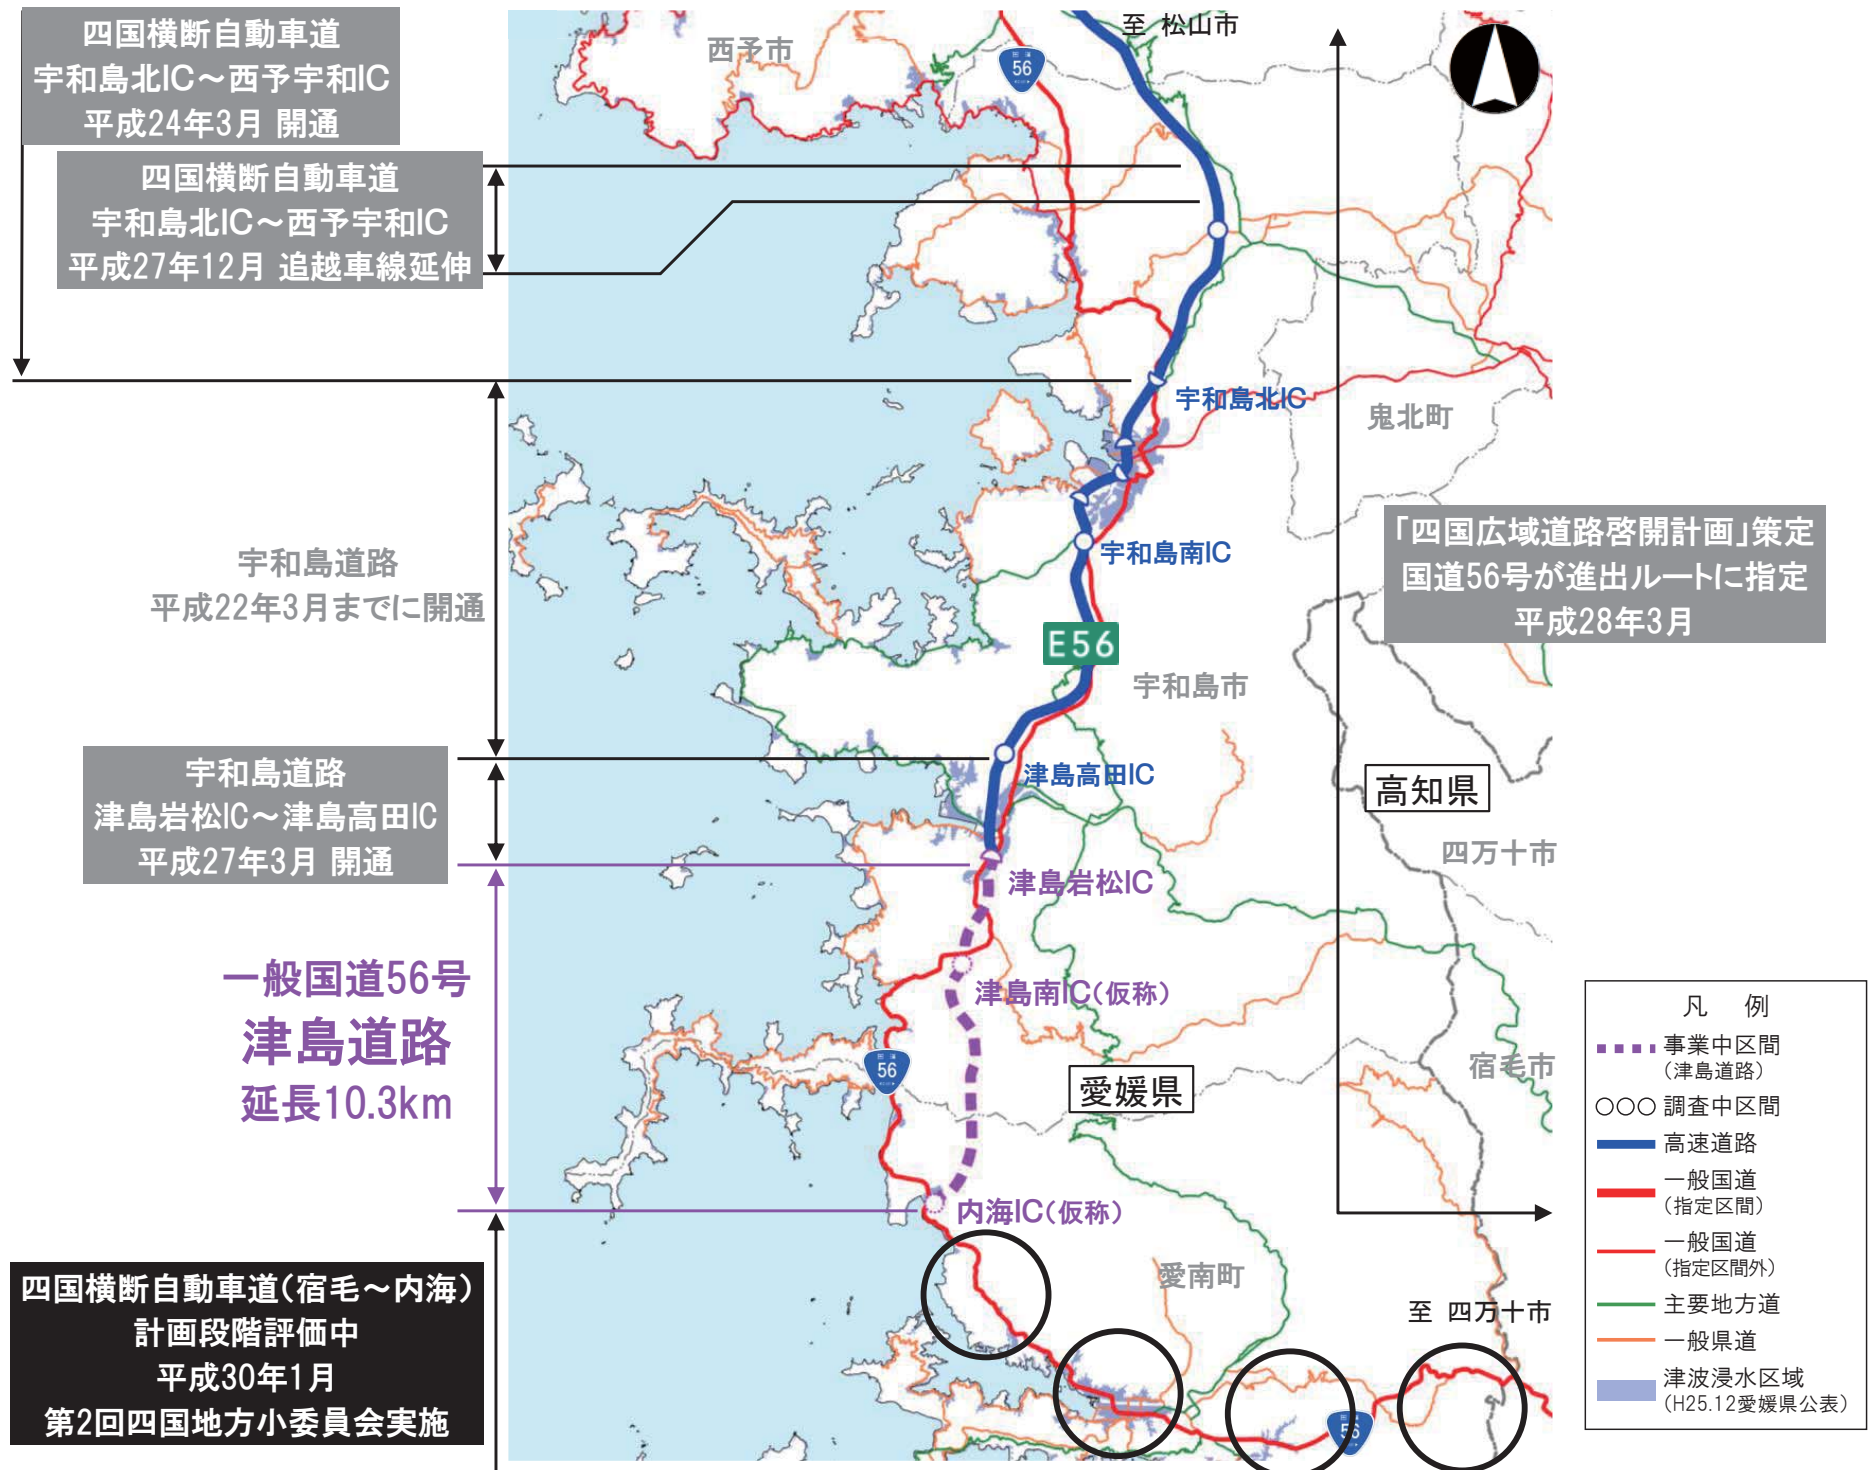 四国横断自動車道
宇和島北IC～西予宇和IC
平成24年3月 開通
四国横断自動車道
宇和島北IC～西予宇和IC
平成27年12月 追越車線延伸
宇和島道路
平成22年3月までに開通
宇和島道路
津島岩松IC～津島高田IC
平成27年3月 開通
一般国道56号
津島道路
延長10.3km
四国横断自動車道(宿毛～内海)
計画段階評価中
平成30年1月
第2回四国地方小委員会実施
西予市
56
至 松山市
宇和島北IC
鬼北町
宇和島南IC
「四国広域道路啓開計画」策定
国道56号が進出ルートに指定
平成28年3月
E56
宇和島市
津島高田IC
高知県
四万十市
津島岩松IC
津島南IC(仮称)
56
愛媛県
宿毛市
内海IC(仮称)
愛南町
至 四万十市
56
凡 例
事業中区間
(津島道路)
調査中区間
高速道路
一般国道
(指定区間)
一般国道
(指定区間外)
主要地方道
一般県道
津波浸水区域
(H25.12愛媛県公表)